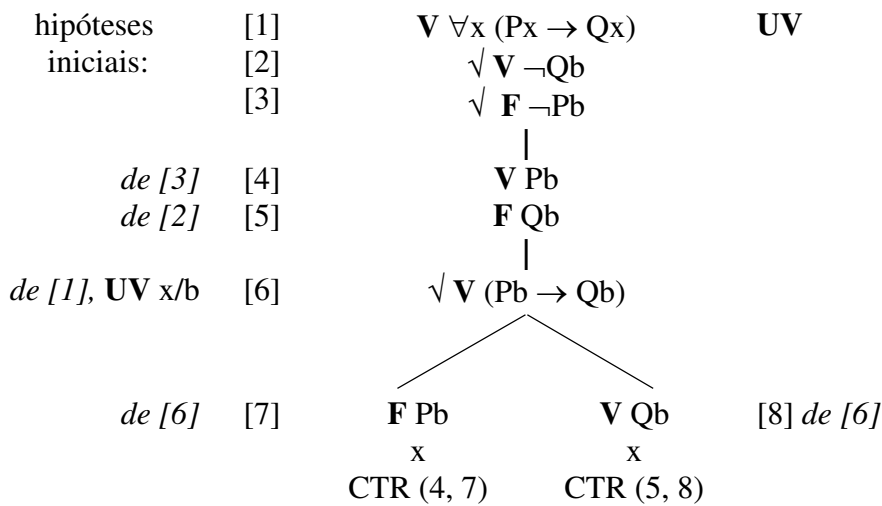 hipóteses [1] V ∀x (Px → Qx) UV
iniciais: [2] √ V ¬Qb
[3] √ F ¬Pb
de [3] [4] V Pb
de [2] [5] F Qb
de [1], UV x/b [6] √ V (Pb → Qb)
de [6] [7] F Pb V Qb [8] de [6]
x x
CTR (4, 7) CTR (5, 8)